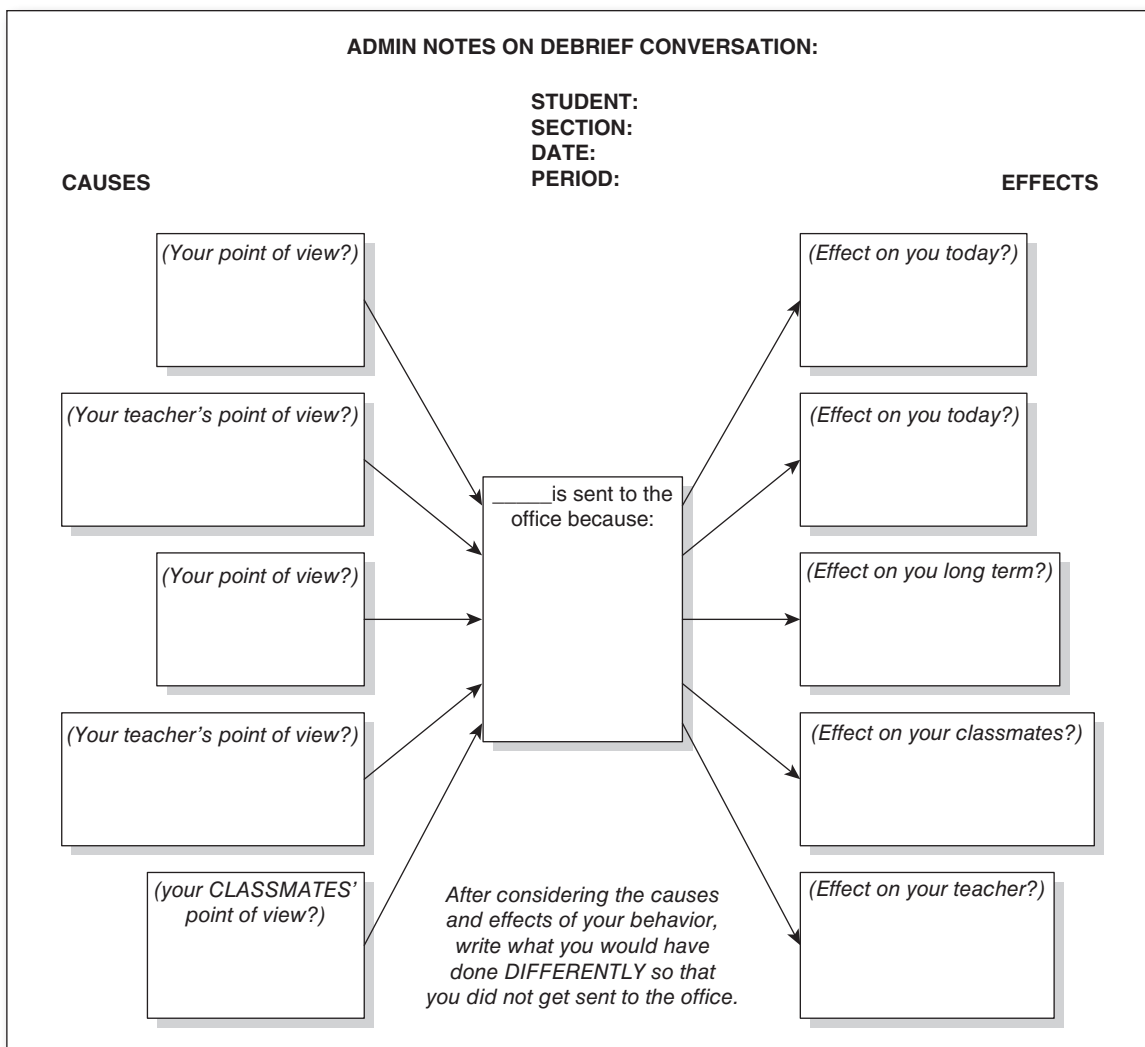 ADMIN NOTES ON DEBRIEF CONVERSATION:
STUDENT:
SECTION:
DATE:
PERIOD:
CAUSES
EFFECTS
(Your point of view?)
(Your teacher’s point of view?)
(Your point of view?)
(Your teacher’s point of view?)
(your CLASSMATES’
point of view?)
______is sent to the
office because:
After considering the causes
and effects of your behavior,
write what you would have
done DIFFERENTLY so that
you did not get sent to the office.
(Effect on you today?)
(Effect on you today?)
(Effect on you long term?)
(Effect on your classmates?)
(Effect on your teacher?)